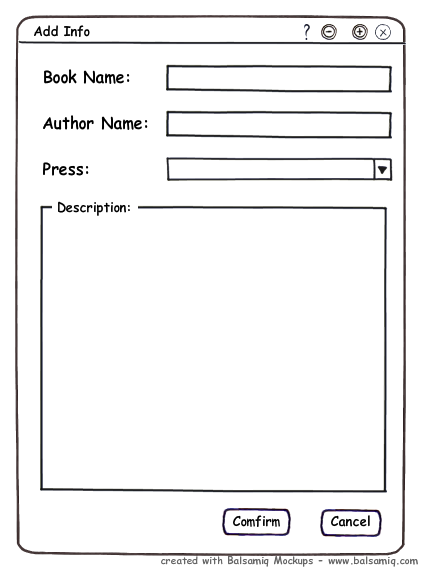 Add Info ?
Book Name:
Author Name:
Press:
Description:
Comfirm Cancel
created with Balsamiq Mockups - www.balsamiq.com